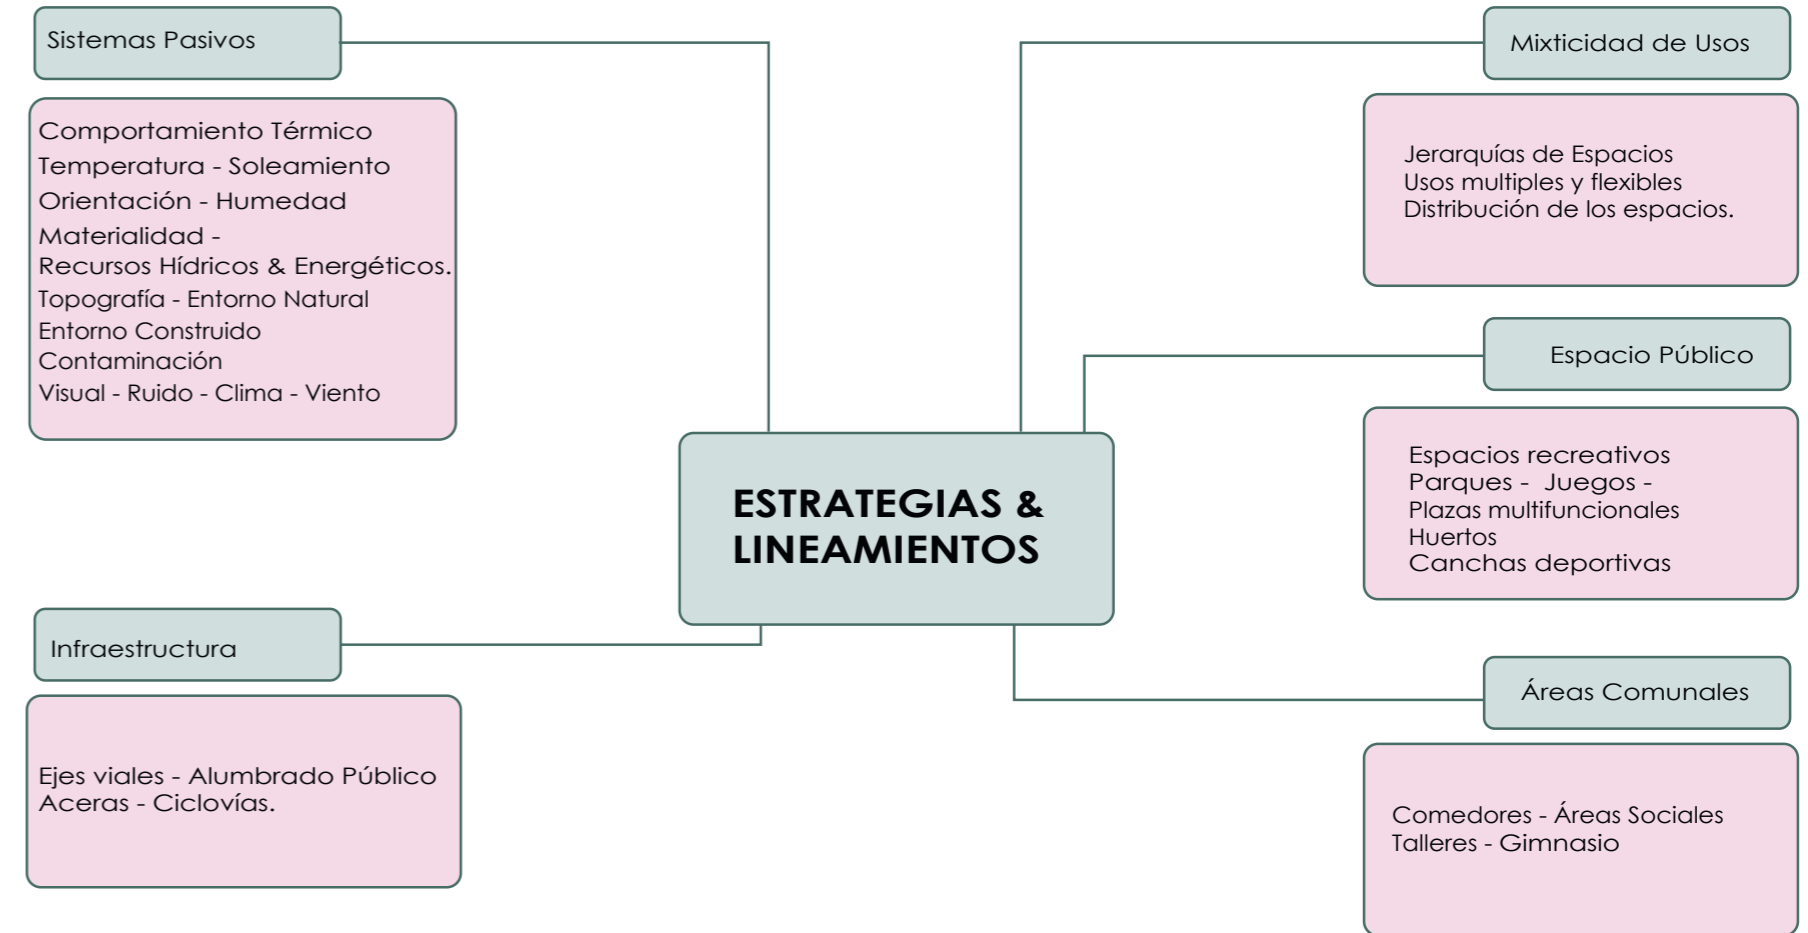 Sistemas Pasivos
Comportamiento Térmico
Temperatura - Soleamiento
Orientación - Humedad
Materialidad -
Recursos Hídricos & Energéticos.
Topografía - Entorno Natural
Entorno Construido
Contaminación
Visual - Ruido - Clima - Viento
Mixticidad de Usos
Jerarquías de Espacios
Usos multiples y flexibles
Distribución de los espacios.
Espacio Público
Espacios recreativos
Parques -  Juegos -
Plazas multifuncionales
Huertos
Canchas deportivas
ESTRATEGIAS &
LINEAMIENTOS
Infraestructura
Ejes viales - Alumbrado Público
Aceras - Ciclovías.
Áreas Comunales
Comedores - Áreas Sociales
Talleres - Gimnasio